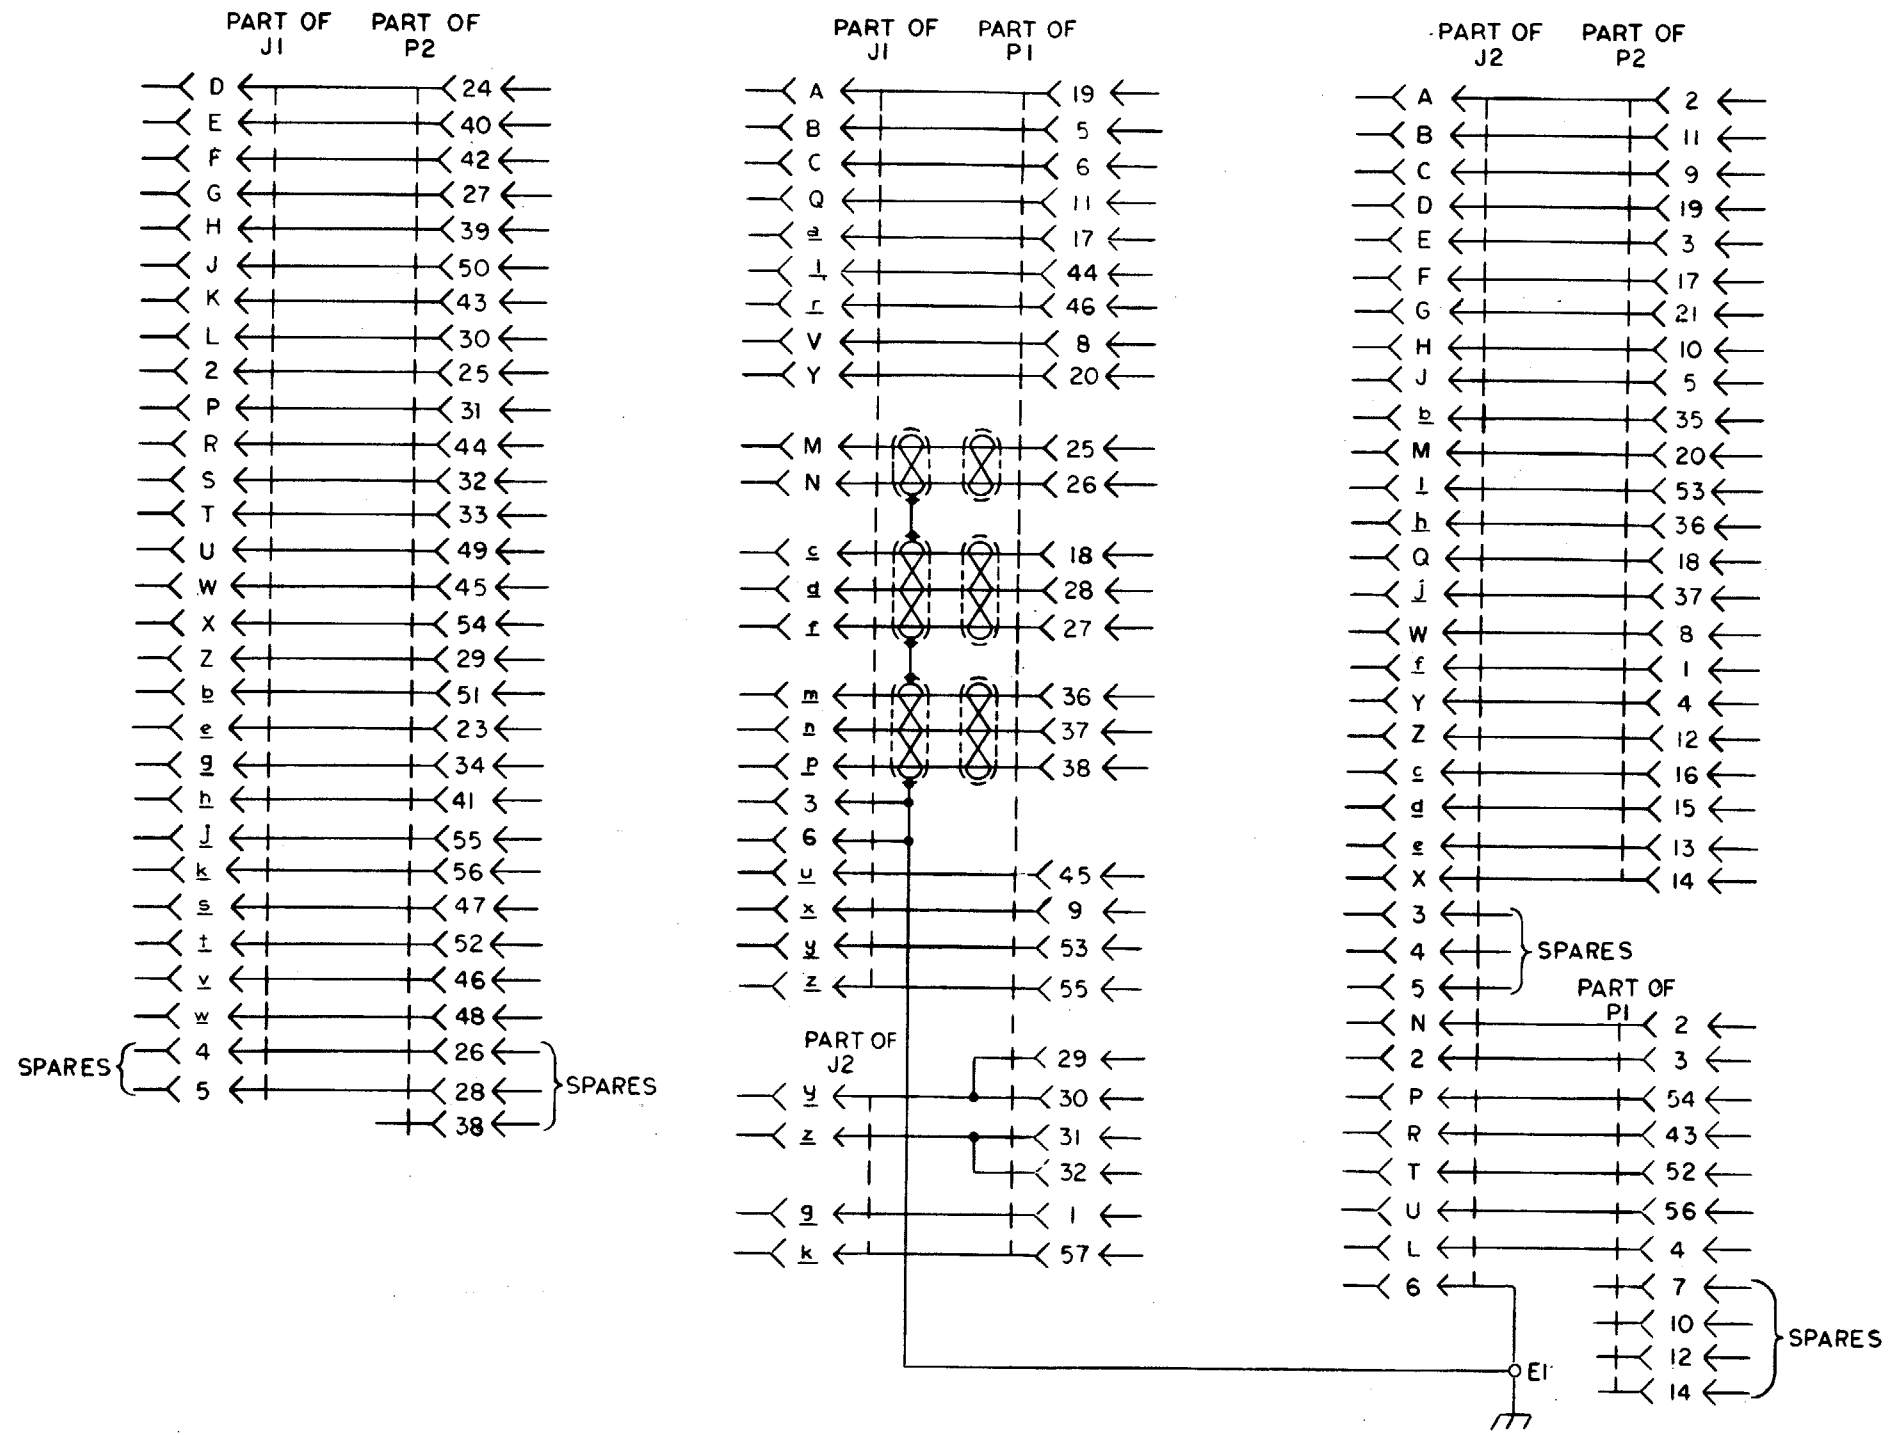 PART OF J1 PART OF P2
D 24
E 40
F 42
G 27
H 39
J 50
K 43
L 30
2 25
P 31
R 44
S 32
T 33
U 49
W 45
X 54
Z 29
b 51
e 23
g 34
h 41
j 55
k 56
s 47
t 52
v 46
w 48
SPARES 4 26 SPARES
5 28
38
PART OF J1 PART OF P1
A 19
B 5
C 6
Q 11
a 17
l 44
r 46
V 8
Y 20
M 25
N 26
c 18
d 28
f 27
m 36
n 37
p 38
3
6
u 45
x 9
y 53
z 55
PART OF J2
29
y 30
z 31
32
g 1
k 57
PART OF J2 PART OF P2
A 2
B 11
C 9
D 19
E 3
F 17
G 21
H 10
J 5
b 35
M 20
l 53
h 36
Q 18
j 37
W 8
f 1
Y 4
Z 12
c 16
d 15
e 13
X 14
3
4 SPARES
5
PART OF P1
N 2
2 3
P 54
R 43
T 52
U 56
L 4
6 7
10 SPARES
12
14
E1